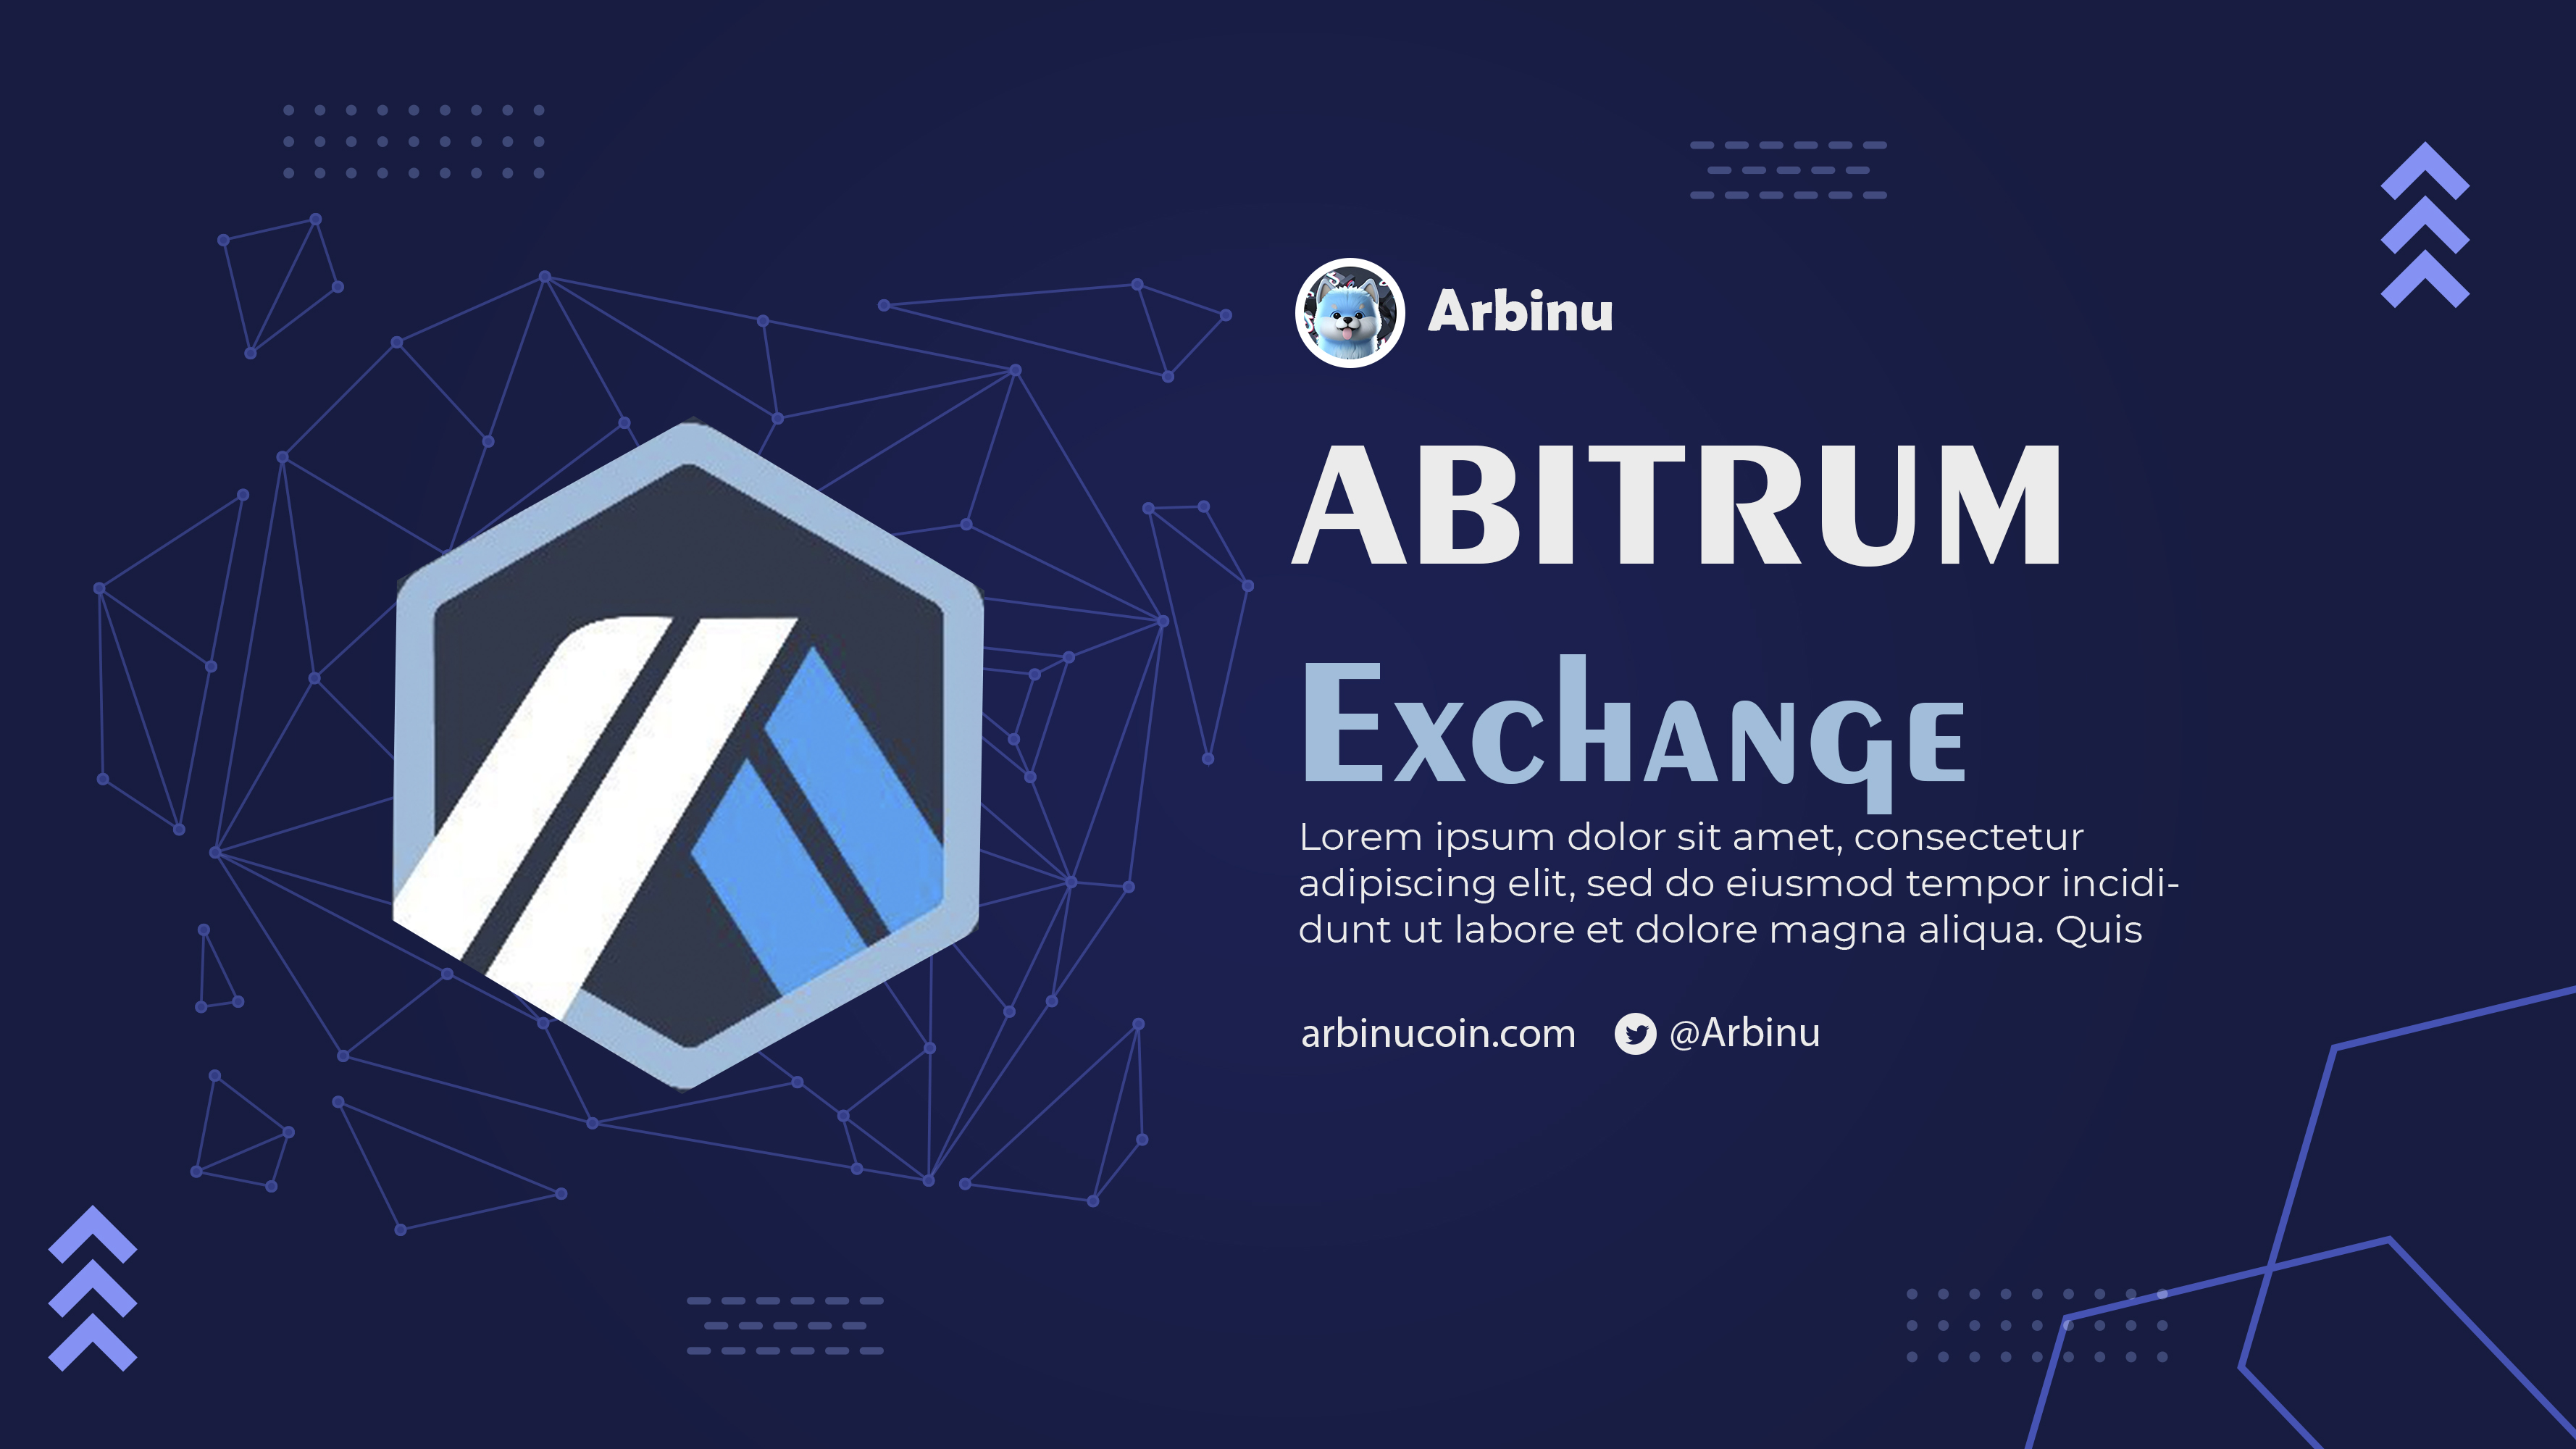 Arbinu
ABITRUM
Exchange
Lorem ipsum dolor sit amet, consectetur
adipiscing elit, sed do eiusmod tempor incidi-
dunt ut labore et dolore magna aliqua. Quis
arbinucoin.com @Arbinu